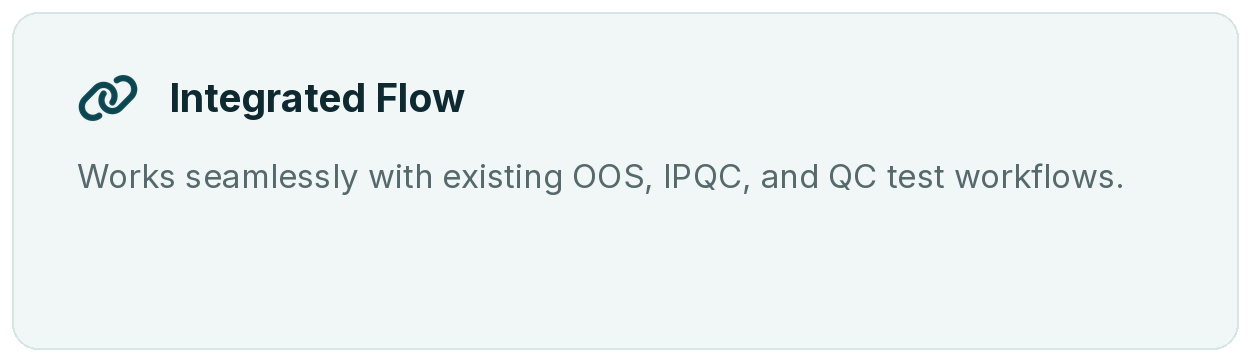 Integrated Flow
Works seamlessly with existing OOS, IPQC, and QC test workflows.